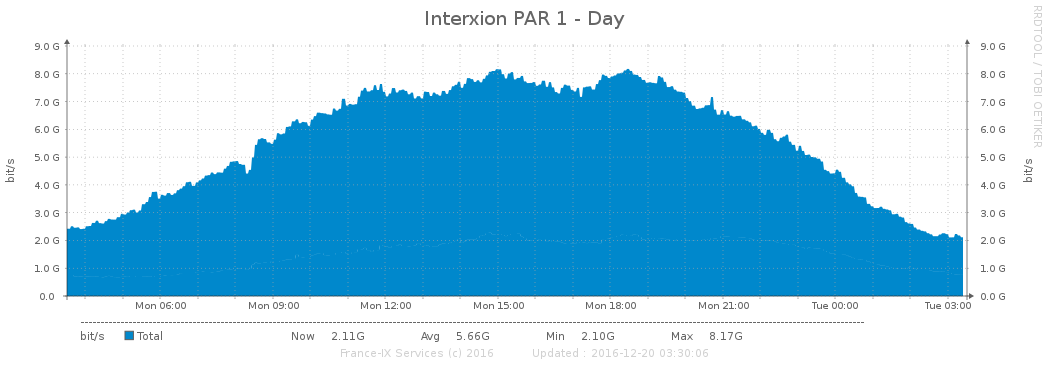 Interxion PAR 1 - Day
RRDTOOL / TOBI OETIKER
bit/s
9.0 G 9.0 G
8.0 G 8.0 G
7.0 G 7.0 G
6.0 G 6.0 G
5.0 G 5.0 G
4.0 G 4.0 G
3.0 G 3.0 G
2.0 G 2.0 G
1.0 G 1.0 G
0.0 0.0 G
bit/s
Mon 06:00 Mon 09:00 Mon 12:00 Mon 15:00 Mon 18:00 Mon 21:00 Tue 00:00 Tue 03:00
bit/s Total Now 2.11G Avg 5.66G Min 2.10G Max 8.17G
France-IX Services (c) 2016 Updated : 2016-12-20 03:30:06